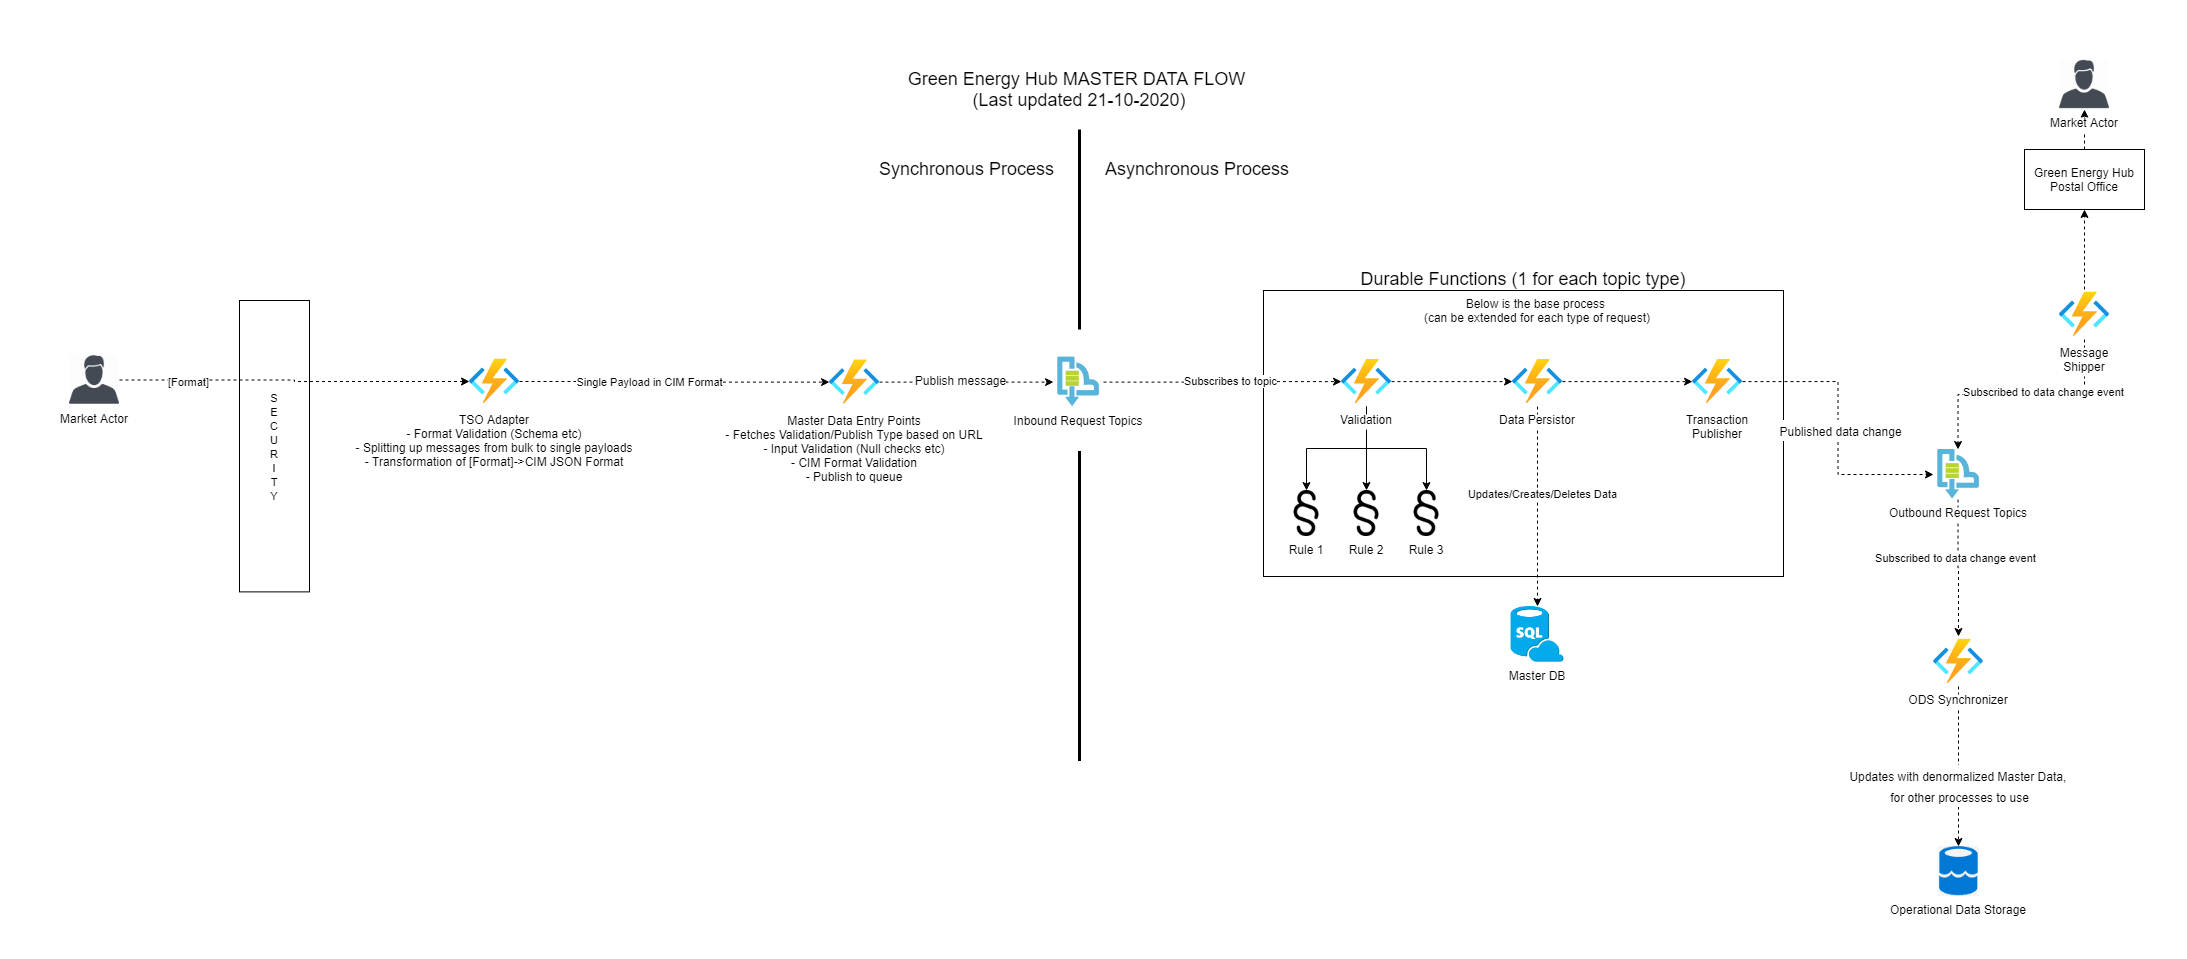 Green Energy Hub MASTER DATA FLOW
(Last updated 21-10-2020)
Synchronous Process
Asynchronous Process
Market Actor
[Format]
S
E
C
U
R
I
T
Y
TSO Adapter
- Format Validation (Schema etc)
- Splitting up messages from bulk to single payloads
- Transformation of [Format]->CIM JSON Format
Single Payload in CIM Format
Master Data Entry Points
- Fetches Validation/Publish Type based on URL
- Input Validation (Null checks etc)
- CIM Format Validation
- Publish to queue
Publish message
Inbound Request Topics
Subscribes to topic
Durable Functions (1 for each topic type)
Below is the base process
(can be extended for each type of request)
Validation
Rule 1
Rule 2
Rule 3
Data Persistor
Updates/Creates/Deletes Data
SQL
Master DB
Transaction
Publisher
Published data change
Market Actor
Green Energy Hub
Postal Office
Message
Shipper
Subscribed to data change event
Outbound Request Topics
Subscribed to data change event
ODS Synchronizer
Updates with denormalized Master Data,
for other processes to use
Operational Data Storage